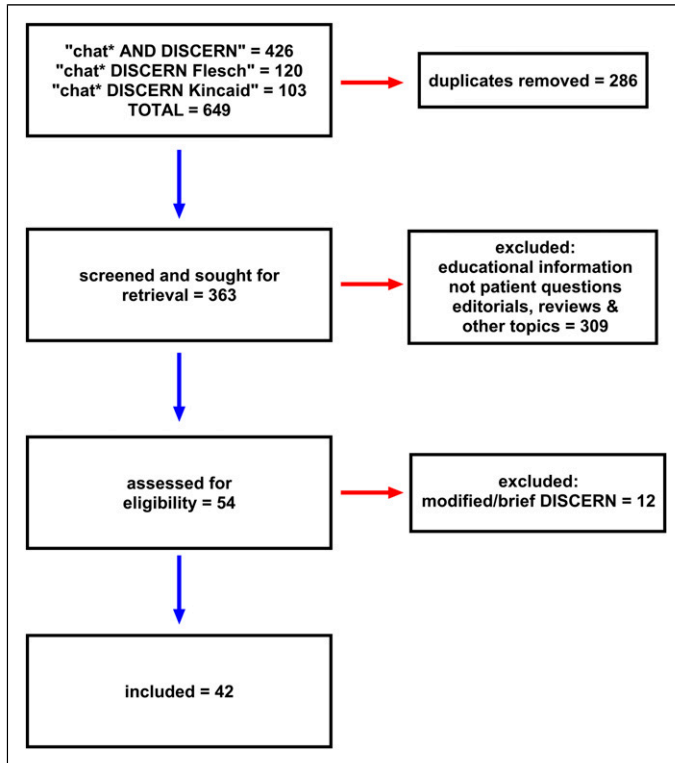 "chat* AND DISCERN" = 426
"chat* DISCERN Flesch" = 120
"chat* DISCERN Kincaid" = 103
TOTAL = 649
duplicates removed = 286
screened and sought for
retrieval = 363
excluded:
educational information
not patient questions
editorials, reviews &
other topics = 309
assessed for
eligibility = 54
excluded:
modified/brief DISCERN = 12
included = 42